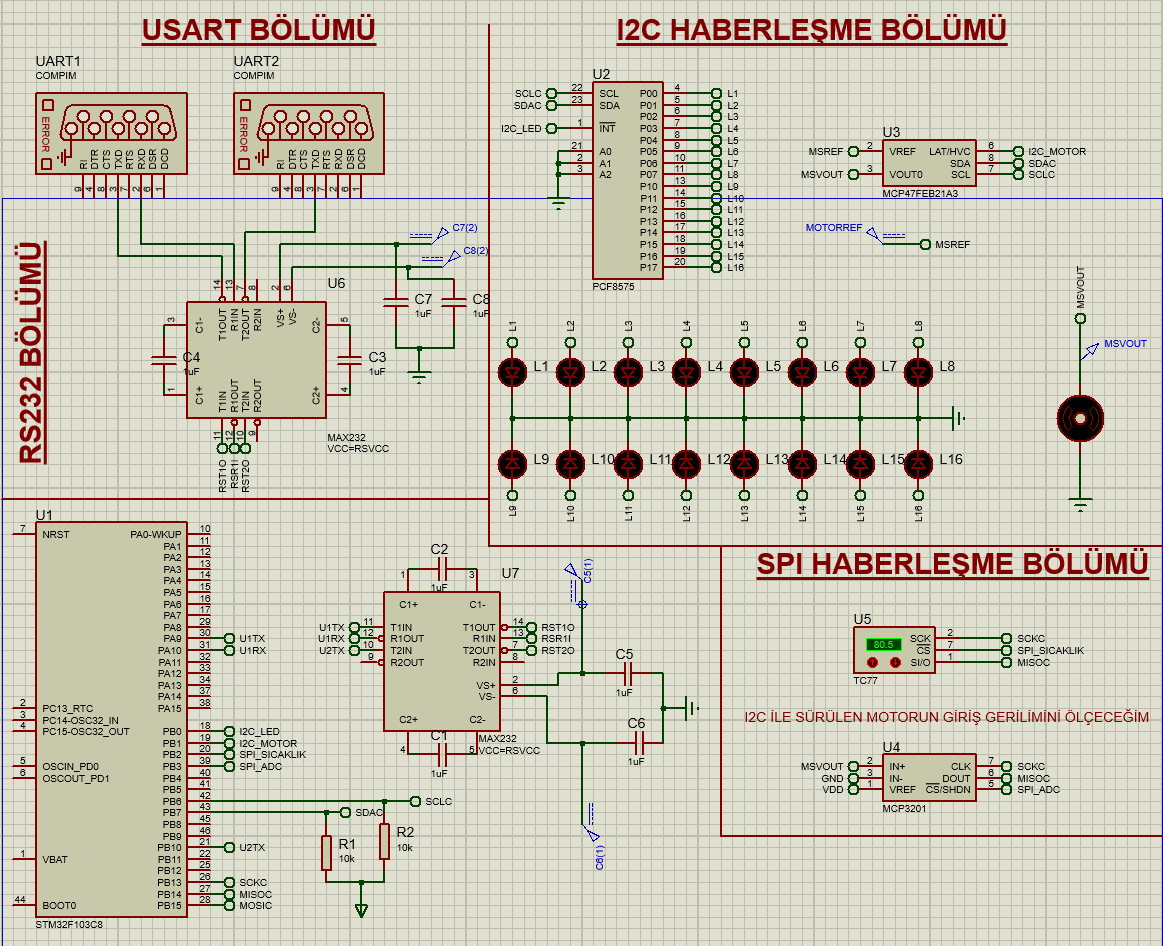 USART BÖLÜMÜ
I2C HABERLEŞME BÖLÜMÜ
UART1
COMPIM
UART2
COMPIM
ERROR
RI
DTR
CTS
TXD
RTS
RXD
DSR
DCD
9
4
8
3
7
2
6
1
ERROR
RI
DTR
CTS
TXD
RTS
RXD
DSR
DCD
9
4
8
3
7
2
6
1
RS232 BÖLÜMÜ
C7(2)
C8(2)
U6
14
13
7
8
2
6
T1OUT
R1IN
T2OUT
R2IN
VS+
VS-
3
C1-
C2-
5
1
C1+
C2+
4
T1IN
R1OUT
T2IN
R2OUT
11
12
10
9
C4
1uF
C3
1uF
C7
1uF
C8
1uF
RST1O
RSR1I
RST2O
MAX232
VCC=RSVCC
U2
SCLC 22 SCL
SDAC 23 SDA
I2C_LED 1 INT
21 A0
2 A1
3 A2
P00 4 L1
P01 5 L2
P02 6 L3
P03 7 L4
P04 8 L5
P05 9 L6
P06 10 L7
P07 11 L8
P10 13 L9
P11 14 L10
P12 15 L11
P13 16 L12
P14 17 L13
P15 18 L14
P16 19 L15
P17 20 L16
PCF8575
U3
MSREF 2 VREF LAT/HVC 6 I2C_MOTOR
SDA 8 SDAC
MSVOUT 3 VOUT0 SCL 7 SCLC
MCP47FEB21A3
MOTORREF
MSREF
MSVOUT
MSVOUT
L1 L2 L3 L4 L5 L6 L7 L8
L1 L2 L3 L4 L5 L6 L7 L8
L9 L10 L11 L12 L13 L14 L15 L16
L9 L10 L11 L12 L13 L14 L15 L16
U1
7 NRST
2 PC13_RTC
3 PC14-OSC32_IN
4 PC15-OSC32_OUT
5 OSCIN_PD0
6 OSCOUT_PD1
1 VBAT
44 BOOT0
PA0-WKUP 10
PA1 11
PA2 12
PA3 13
PA4 14
PA5 15
PA6 16
PA7 17
PA8 29
PA9 30 U1TX
PA10 31 U1RX
PA11 32
PA12 33
PA13 34
PA14 37
PA15 38
PB0 18 I2C_LED
PB1 19 I2C_MOTOR
PB2 20 SPI_SICAKLIK
PB3 39 SPI_ADC
PB4 40
PB5 41
PB6 42 SCLC
PB7 43 SDAC
PB8 45
PB9 46
PB10 21 U2TX
PB11 22
PB12 25
PB13 26 SCKC
PB14 27 MISOC
PB15 28 MOSIC
STM32F103C8
R1
10k
R2
10k
C2
1uF
1
3
U7
C1+
C1-
U1TX 11 T1IN T1OUT 14 RST1O
U1RX 12 R1OUT R1IN 13 RSR1I
U2TX 10 T2IN T2OUT 7 RST2O
9 R2OUT R2IN 8
VS+ 2
VS- 6
C2+
C2-
4
5
C1
1uF
MAX232
VCC=RSVCC
C5(1)
C5
1uF
C6
1uF
C6(1)
SPI HABERLEŞME BÖLÜMÜ
U5
80.5
SCK 2 SCKC
CS 7 SPI_SICAKLIK
SI/O 1 MISOC
TC77
I2C İLE SÜRÜLEN MOTORUN GİRİŞ GERİLİMİNİ ÖLÇECEĞİM
U4
MSVOUT 2 IN+ CLK 7 SCKC
GND 3 IN- DOUT 6 MISOC
VDD 1 VREF CS/SHDN 5 SPI_ADC
MCP3201